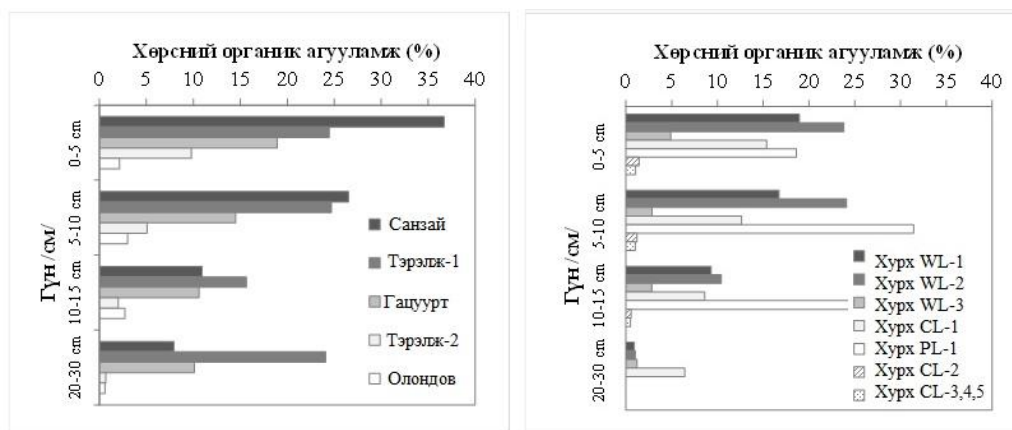 Хөрсний органик агууламж (%)
0 5 10 15 20 25 30 35 40
Гүн /см/
0-5 cm
5-10 cm
10-15 cm
20-30 cm
Санзай
Тэрэлж-1
Гацуурт
Тэрэлж-2
Олондов
Хөрсний органик агууламж (%)
0 5 10 15 20 25 30 35 40
Гүн /см/
0-5 cm
5-10 cm
10-15 cm
20-30 cm
Хурх WL-1
Хурх WL-2
Хурх WL-3
Хурх CL-1
Хурх PL-1
Хурх CL-2
Хурх CL-3,4,5